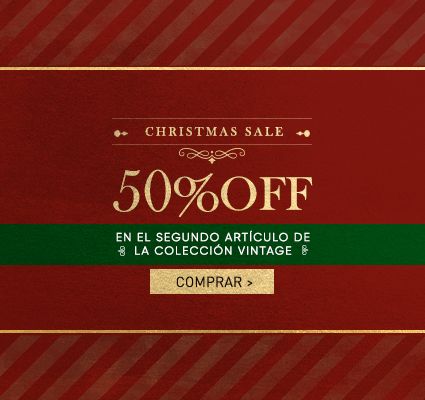 CHRISTMAS SALE
50%OFF
EN EL SEGUNDO ARTÍCULO DE
LA COLECCIÓN VINTAGE
COMPRAR >